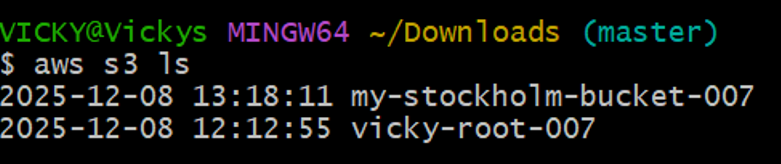 VICKY@Vickys MINGW64 ~/Downloads (master)
$ aws s3 ls
2025-12-08 13:18:11 my-stockholm-bucket-007
2025-12-08 12:12:55 vicky-root-007